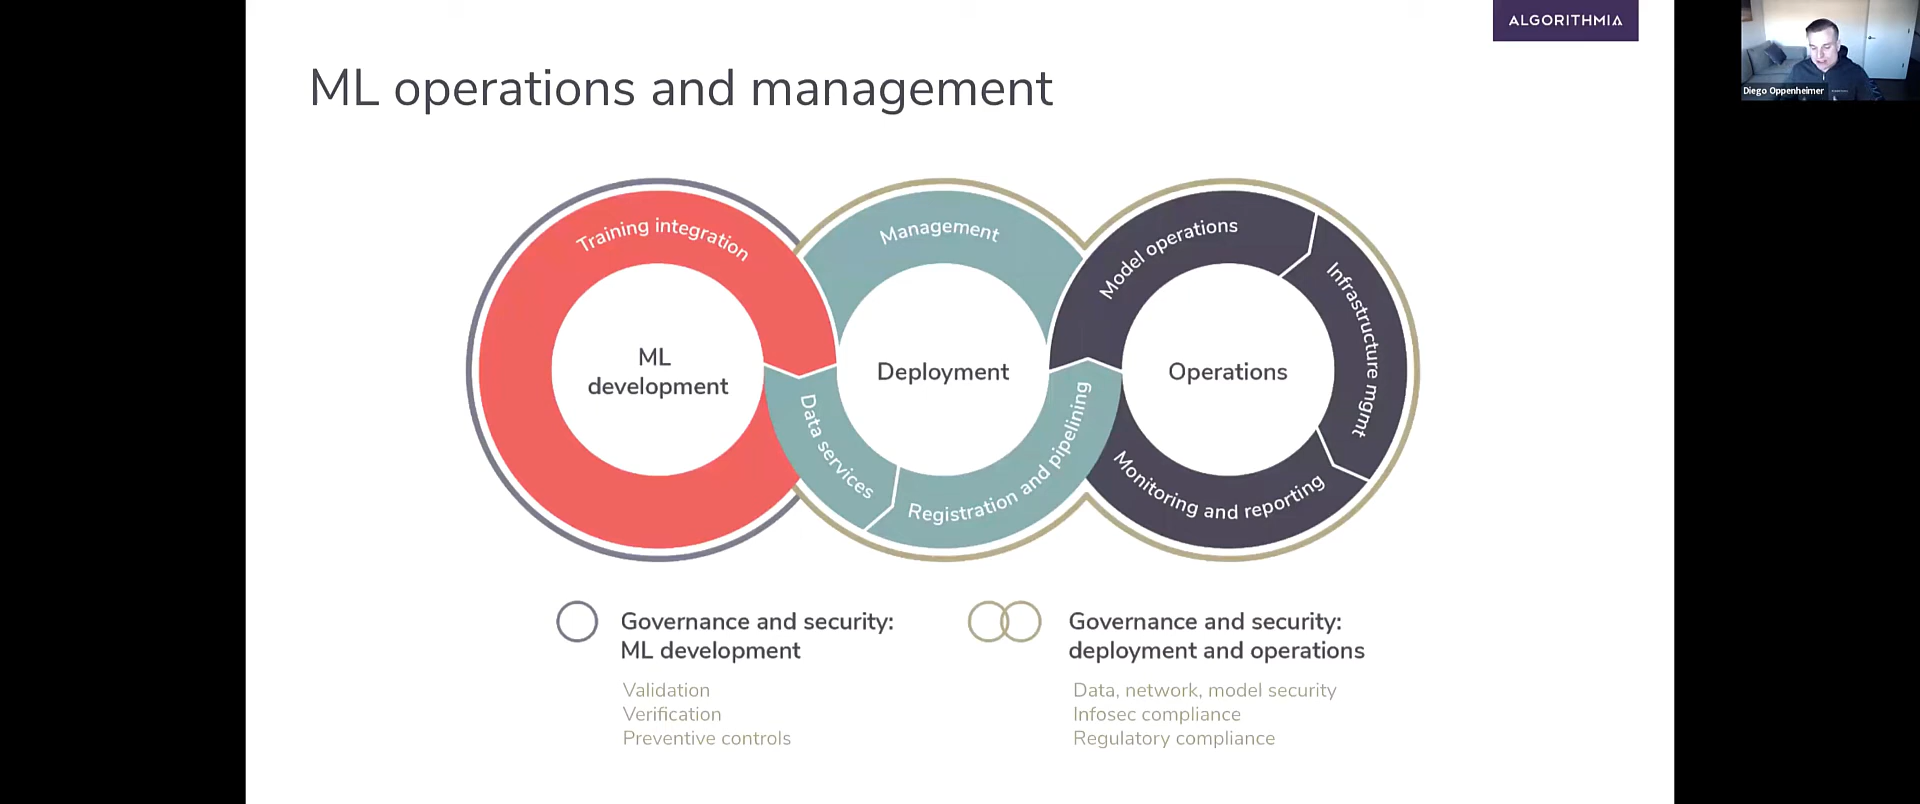 ALGORITHMIA
Diego Oppenheimer
ML operations and management
Training integration
Management
Model operations
Infrastructure mgmt
ML
development
Deployment
Operations
Data services
Registration and pipelining
Monitoring and reporting
Governance and security:
ML development
Validation
Verification
Preventive controls
Governance and security:
deployment and operations
Data, network, model security
Infosec compliance
Regulatory compliance